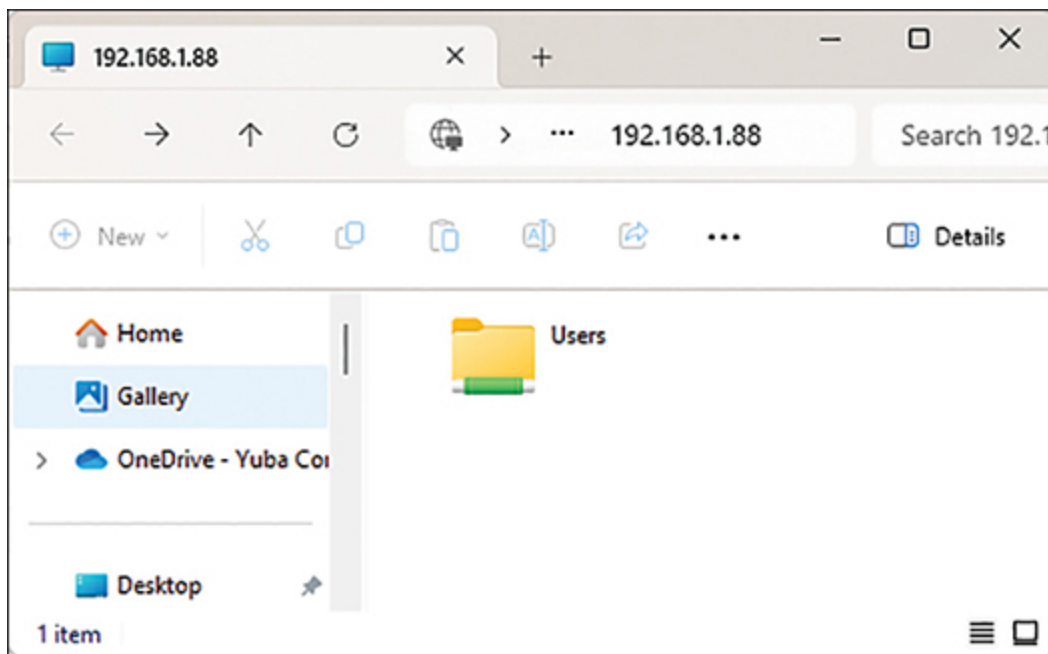 192.168.1.88
192.168.1.88 Search 192.1
New Details
Home
Users
Gallery
OneDrive - Yuba Co
Desktop
1 item